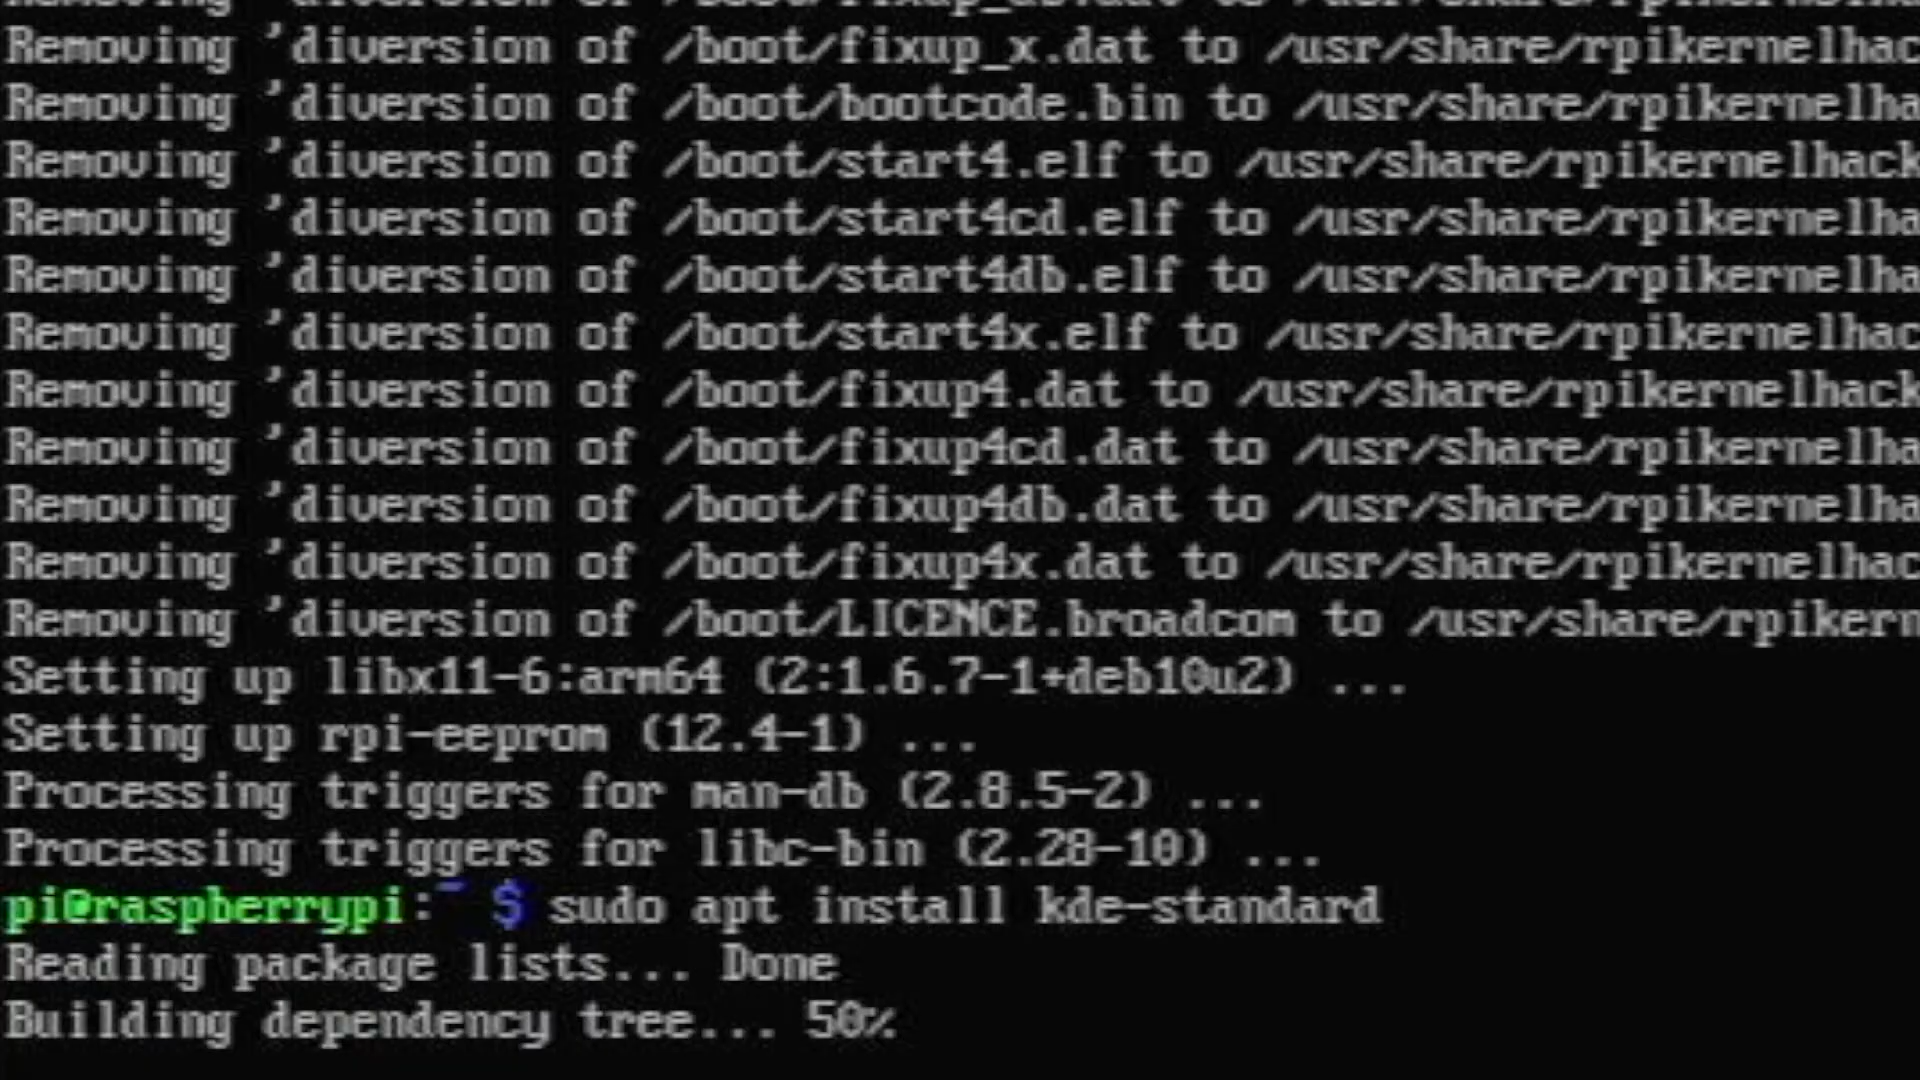 Removing 'diversion of /boot/fixup_x.dat to /usr/share/rpikernelhac
Removing 'diversion of /boot/bootcode.bin to /usr/share/rpikernelha
Removing 'diversion of /boot/start4.elf to /usr/share/rpikernelhack
Removing 'diversion of /boot/start4cd.elf to /usr/share/rpikernelha
Removing 'diversion of /boot/start4db.elf to /usr/share/rpikernelha
Removing 'diversion of /boot/start4x.elf to /usr/share/rpikernelhac
Removing 'diversion of /boot/fixup4.dat to /usr/share/rpikernelhack
Removing 'diversion of /boot/fixup4cd.dat to /usr/share/rpikernelha
Removing 'diversion of /boot/fixup4db.dat to /usr/share/rpikernelha
Removing 'diversion of /boot/fixup4x.dat to /usr/share/rpikernelhac
Removing 'diversion of /boot/LICENCE.broadcom to /usr/share/rpikern
Setting up libx11-6:arm64 (2:1.6.7-1+deb10u2) ...
Setting up rpi-eeprom (12.4-1) ...
Processing triggers for man-db (2.8.5-2) ...
Processing triggers for libc-bin (2.28-10) ...
pi@raspberrypi:~ $ sudo apt install kde-standard
Reading package lists... Done
Building dependency tree... 50%